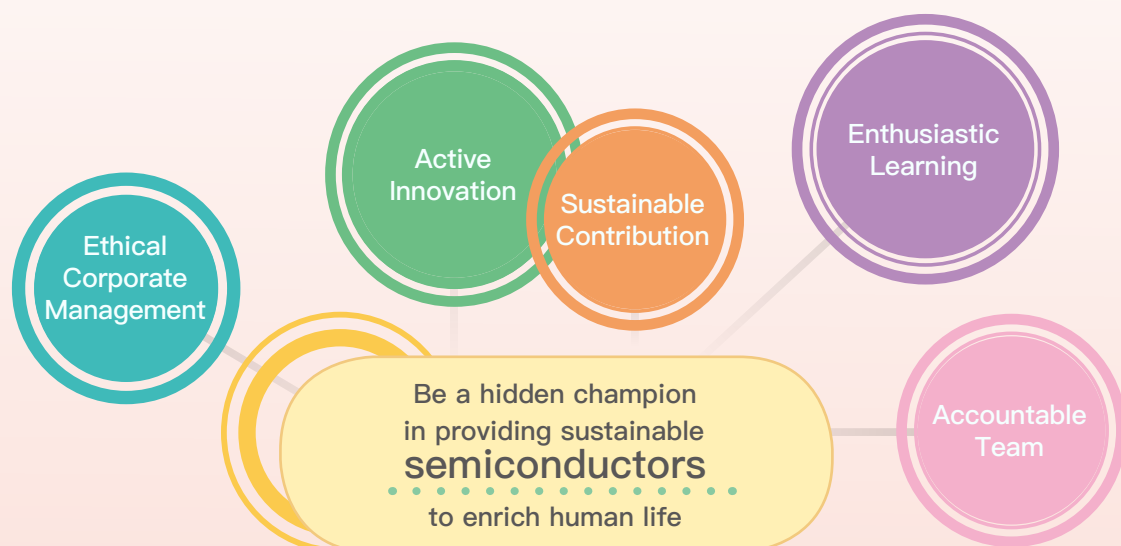 Active
Innovation
Sustainable
Contribution
Enthusiastic
Learning
Ethical
Corporate
Management
Be a hidden champion
in providing sustainable
semiconductors
to enrich human life
Accountable
Team